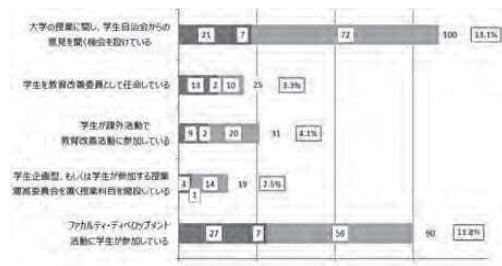 大学の授業に関し、学生自治会からの
意見を聞く機会を設けている
21 7 72 100 13.1%
学生を教育改善委員として任命している
13 2 10 25 3.3%
学生が課外活動で
教育改善活動に参加している
9 2 20 31 4.1%
学生企画型、もしくは学生が参加する授業
運営委員会を置く授業科目を開設している
14 19 2.5%
1
ファカルティ・ディベロップメント
活動に学生が参加している
27 7 56 90 11.8%